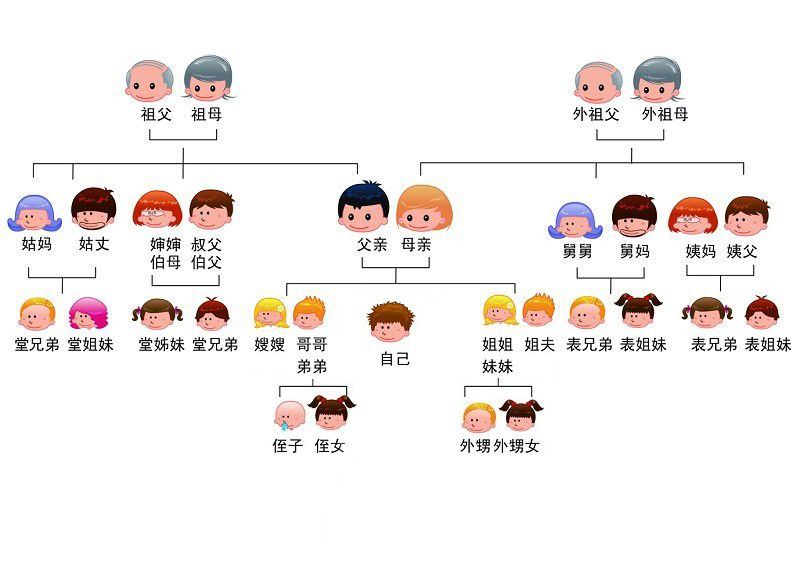 祖父 祖母 外祖父 外祖母
姑妈 姑丈 婶婶 叔父 父亲 母亲 舅舅 舅妈 姨妈 姨父
伯母 伯父
堂兄弟 堂姐妹 堂姊妹 堂兄弟 嫂嫂 哥哥 自己 姐姐 姐夫 表兄弟 表姐妹 表兄弟 表姐妹
弟弟 妹妹
侄子 侄女 外甥 外甥女